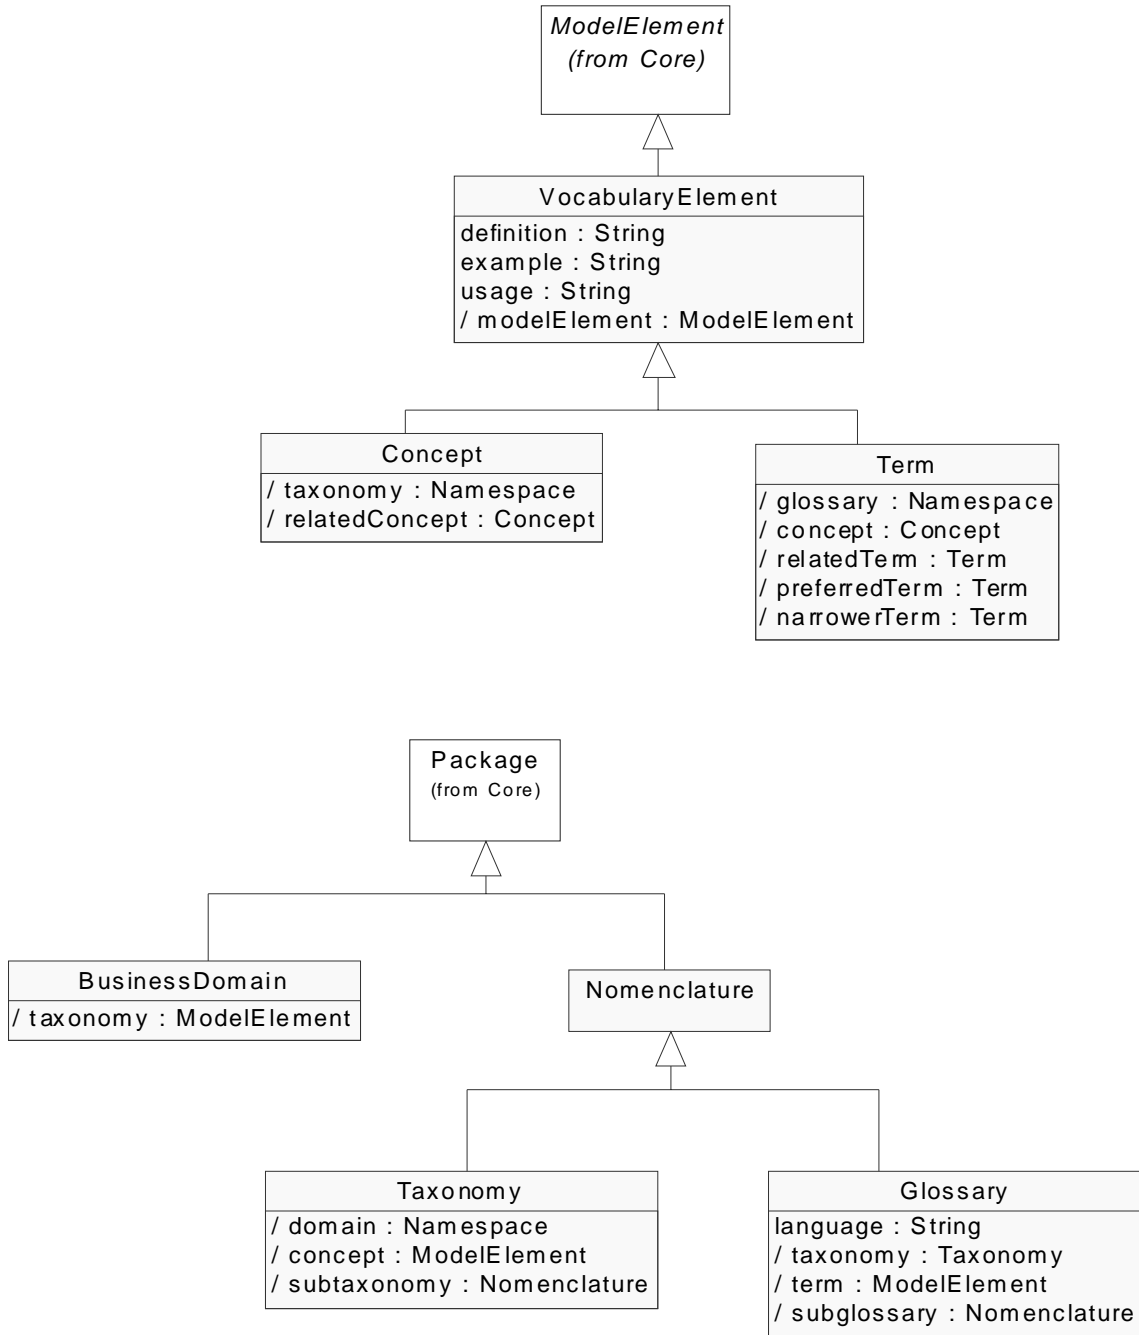 ModelElement
(from Core)
VocabularyElement
definition : String
example : String
usage : String
/ modelElement : ModelElement
Concept
/ taxonomy : Namespace
/ relatedConcept : Concept
Term
/ glossary : Namespace
/ concept : Concept
/ relatedTerm : Term
/ preferredTerm : Term
/ narrowerTerm : Term
Package
(from Core)
BusinessDomain
/ taxonomy : ModelElement
Nomenclature
Taxonomy
/ domain : Namespace
/ concept : ModelElement
/ subtaxonomy : Nomenclature
Glossary
language : String
/ taxonomy : Taxonomy
/ term : ModelElement
/ subglossary : Nomenclature